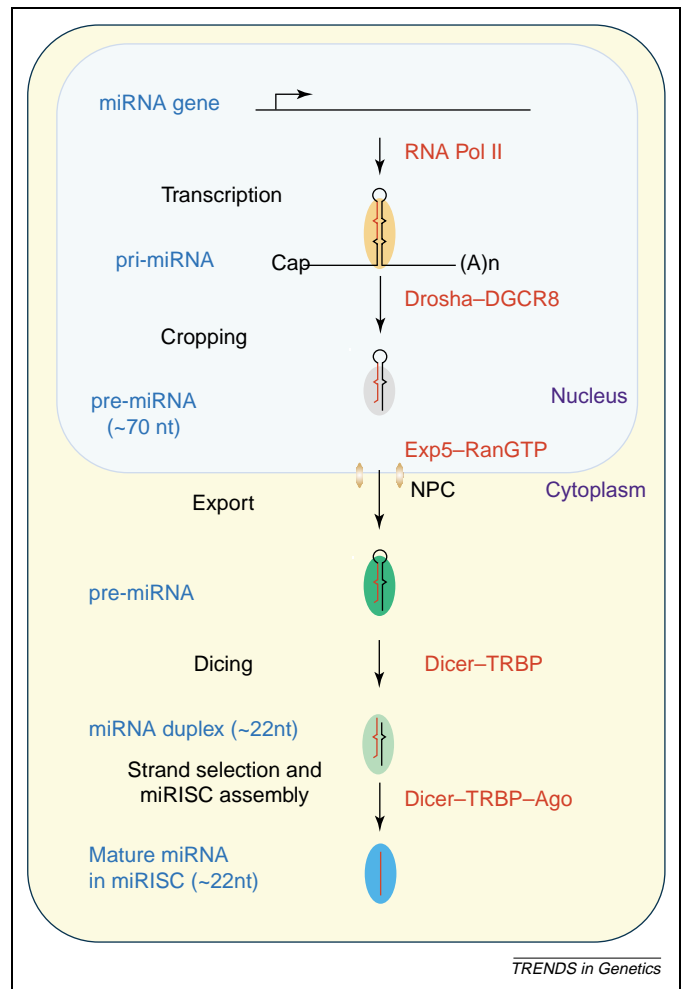 miRNA gene
RNA Pol II
Transcription
pri-miRNA
Cap
(A)n
Drosha–DGCR8
Cropping
pre-miRNA
(~70 nt)
Nucleus
Exp5–RanGTP
NPC
Cytoplasm
Export
pre-miRNA
Dicing
Dicer–TRBP
miRNA duplex (~22nt)
Strand selection and
miRISC assembly
Dicer–TRBP–Ago
Mature miRNA
in miRISC (~22nt)
TRENDS in Genetics